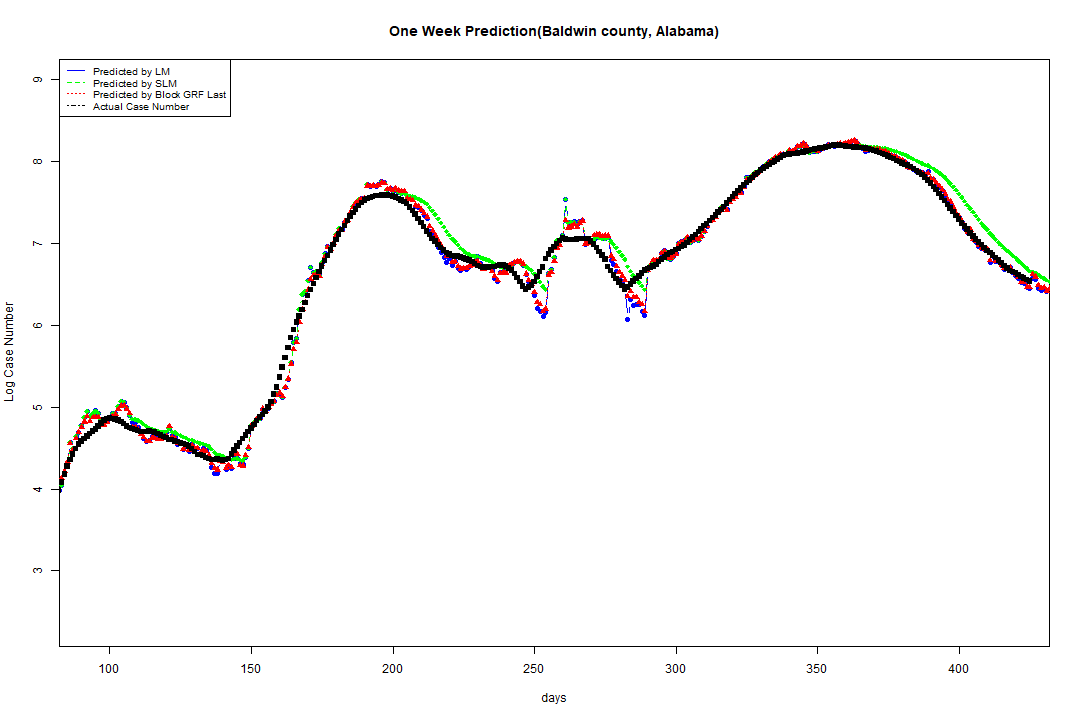 One Week Prediction(Baldwin county, Alabama)
Predicted by LM
Predicted by SLM
Predicted by Block GRF Last
Actual Case Number
Log Case Number
9
8
7
6
5
4
3
100 150 200 250 300 350 400
days